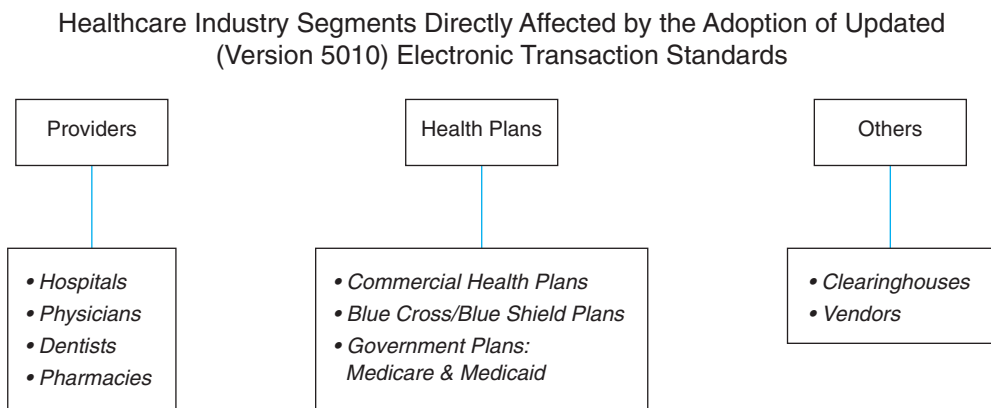 Healthcare Industry Segments Directly Affected by the Adoption of Updated
(Version 5010) Electronic Transaction Standards
Providers
Health Plans
Others
• Hospitals
• Physicians
• Dentists
• Pharmacies
• Commercial Health Plans
• Blue Cross/Blue Shield Plans
• Government Plans:
Medicare & Medicaid
• Clearinghouses
• Vendors